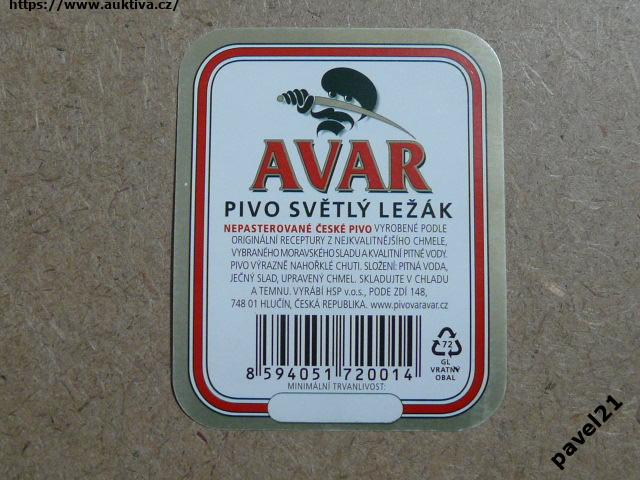 https://www.auktiva.cz/
AVAR
PIVO SVĚTLÝ LEŽÁK
NEPASTEROVANÉ ČESKÉ PIVO VYROBENÉ PODLE
ORIGINÁLNÍ RECEPTURY Z NEJKVALITNĚJŠÍHO CHMELE,
VYBRANÉHO MORAVSKÉHO SLADU A KVALITNÍ PITNÉ VODY.
PIVO VÝRAZNĚ NAHOŘKLÉ CHUTI. SLOŽENÍ: PITNÁ VODA,
JEČNÝ SLAD, UPRAVENÝ CHMEL. SKLADUJTE V CHLADU
A TEMNU. VYRÁBÍ HSP v.o.s., PODE ZDÍ 148,
748 01 HLUČÍN, ČESKÁ REPUBLIKA. www.pivovaravar.cz
8 594051 720014
72
GL
VRATNÝ
OBAL
MINIMÁLNÍ TRVANLIVOST:
pavel21